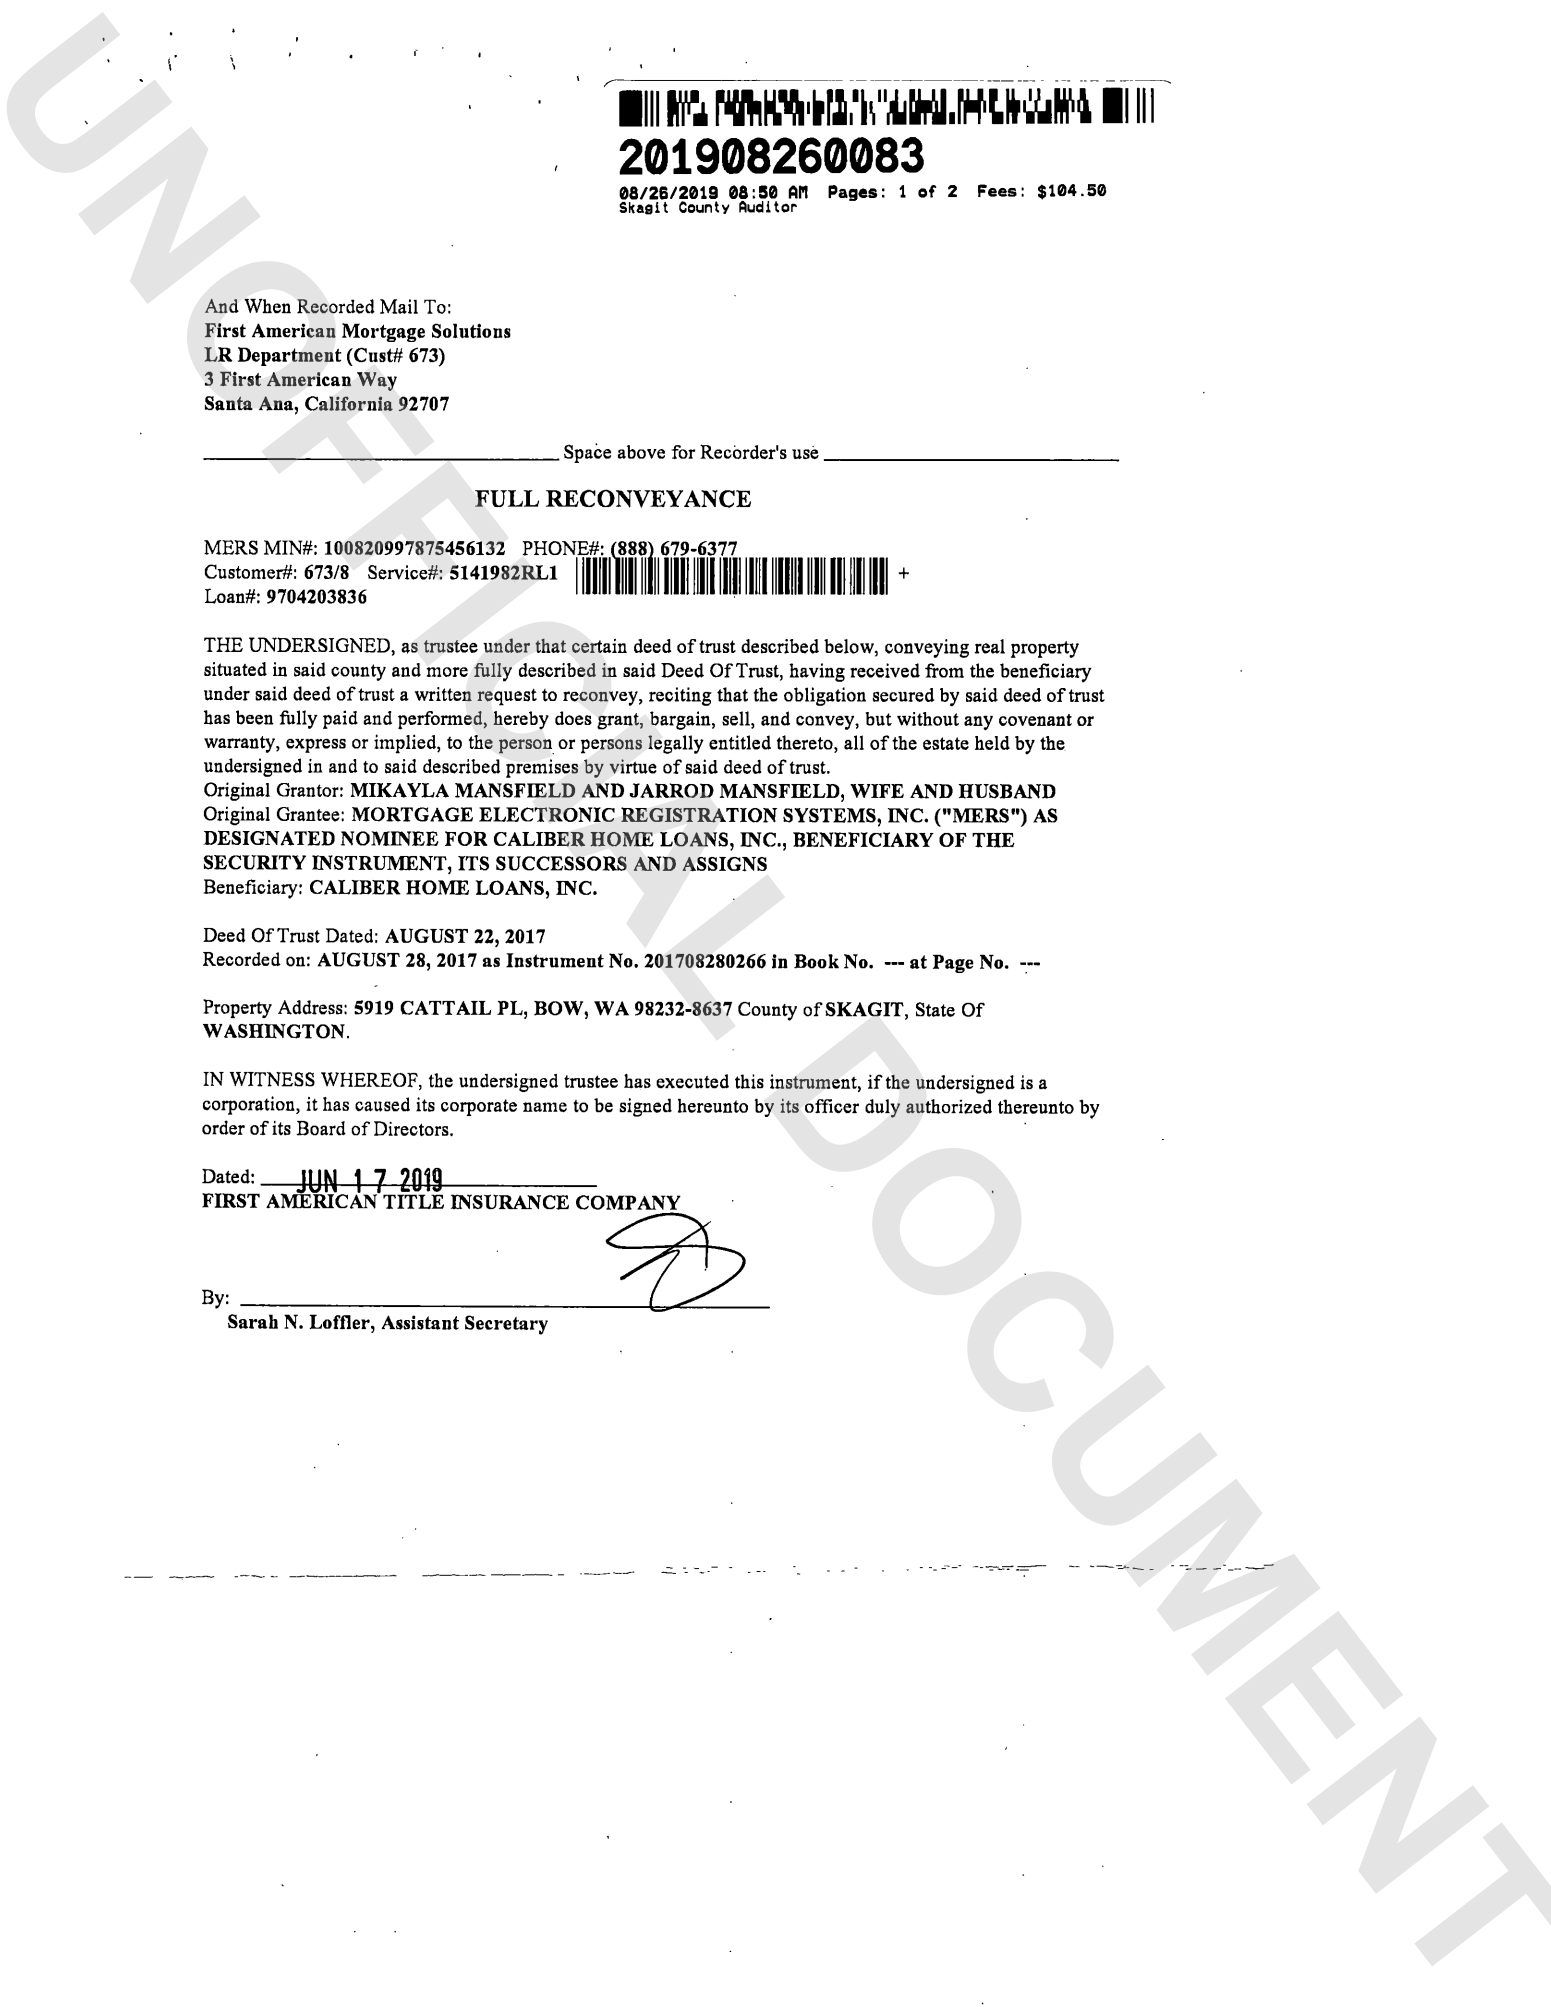 201908260083
08/26/2019 08:50 AM Pages: 1 of 2 Fees: $104.50
Skagit County Auditor
And When Recorded Mail To:
First American Mortgage Solutions
LR Department (Cust# 673)
3 First American Way
Santa Ana, California 92707
Space above for Recorder's use
FULL RECONVEYANCE
MERS MIN#: 100820997875456132 PHONE#: (888) 679-6377
Customer#: 673/8 Service#: 5141982RL1 +
Loan#: 9704203836
THE UNDERSIGNED, as trustee under that certain deed of trust described below, conveying real property
situated in said county and more fully described in said Deed Of Trust, having received from the beneficiary
under said deed of trust a written request to reconvey, reciting that the obligation secured by said deed of trust
has been fully paid and performed, hereby does grant, bargain, sell, and convey, but without any covenant or
warranty, express or implied, to the person or persons legally entitled thereto, all of the estate held by the
undersigned in and to said described premises by virtue of said deed of trust.
Original Grantor: MIKAYLA MANSFIELD AND JARROD MANSFIELD, WIFE AND HUSBAND
Original Grantee: MORTGAGE ELECTRONIC REGISTRATION SYSTEMS, INC. ("MERS") AS
DESIGNATED NOMINEE FOR CALIBER HOME LOANS, INC., BENEFICIARY OF THE
SECURITY INSTRUMENT, ITS SUCCESSORS AND ASSIGNS
Beneficiary: CALIBER HOME LOANS, INC.
Deed Of Trust Dated: AUGUST 22, 2017
Recorded on: AUGUST 28, 2017 as Instrument No. 201708280266 in Book No. --- at Page No. ---
Property Address: 5919 CATTAIL PL, BOW, WA 98232-8637 County of SKAGIT, State Of
WASHINGTON.
IN WITNESS WHEREOF, the undersigned trustee has executed this instrument, if the undersigned is a
corporation, it has caused its corporate name to be signed hereunto by its officer duly authorized thereunto by
order of its Board of Directors.
Dated: JUN 17 2019
FIRST AMERICAN TITLE INSURANCE COMPANY
By:
Sarah N. Loffler, Assistant Secretary
UNOFFICIAL DOCUMENT